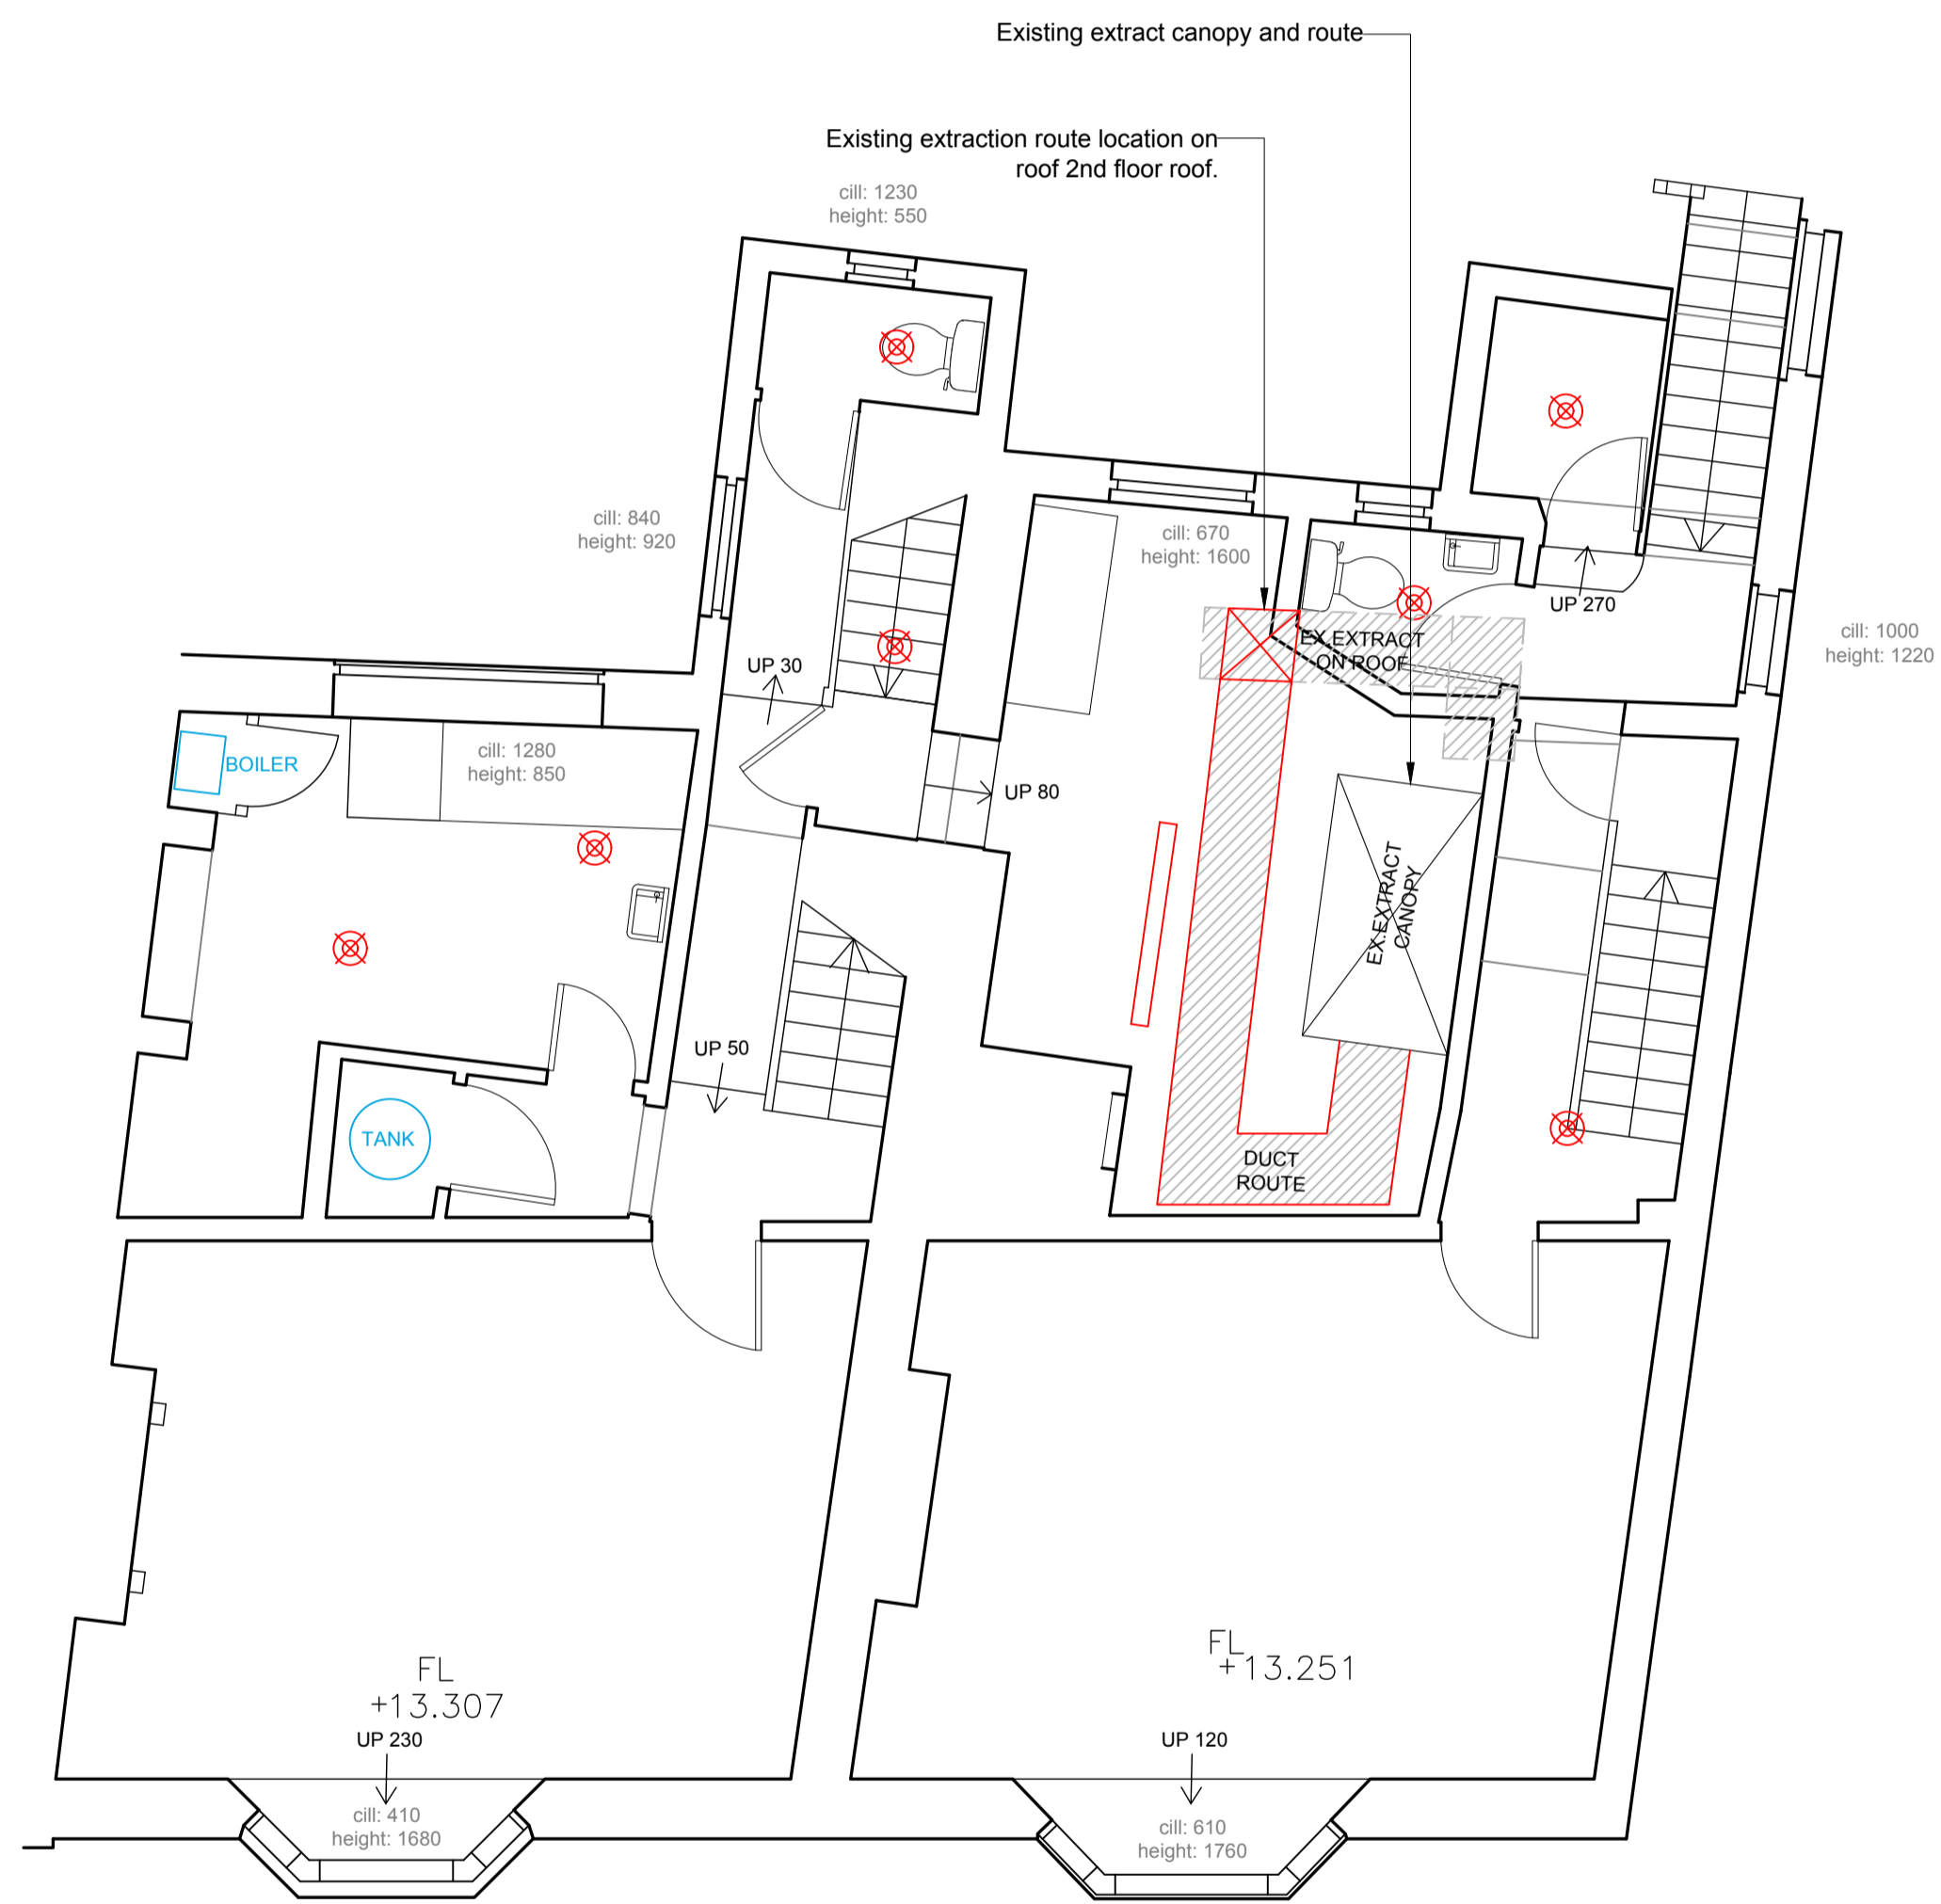 Existing extract canopy and route
Existing extraction route location on
roof 2nd floor roof.
cill: 1230
height: 550
cill: 840
height: 920
cill: 670
height: 1600
UP 270
cill: 1000
height: 1220
EX.EXTRACT
ON ROOF
UP 30
BOILER
cill: 1280
height: 850
UP 80
EX.EXTRACT
CANOPY
UP 50
TANK
DUCT
ROUTE
FL
+13.307
UP 230
FL
+13.251
UP 120
cill: 410
height: 1680
cill: 610
height: 1760